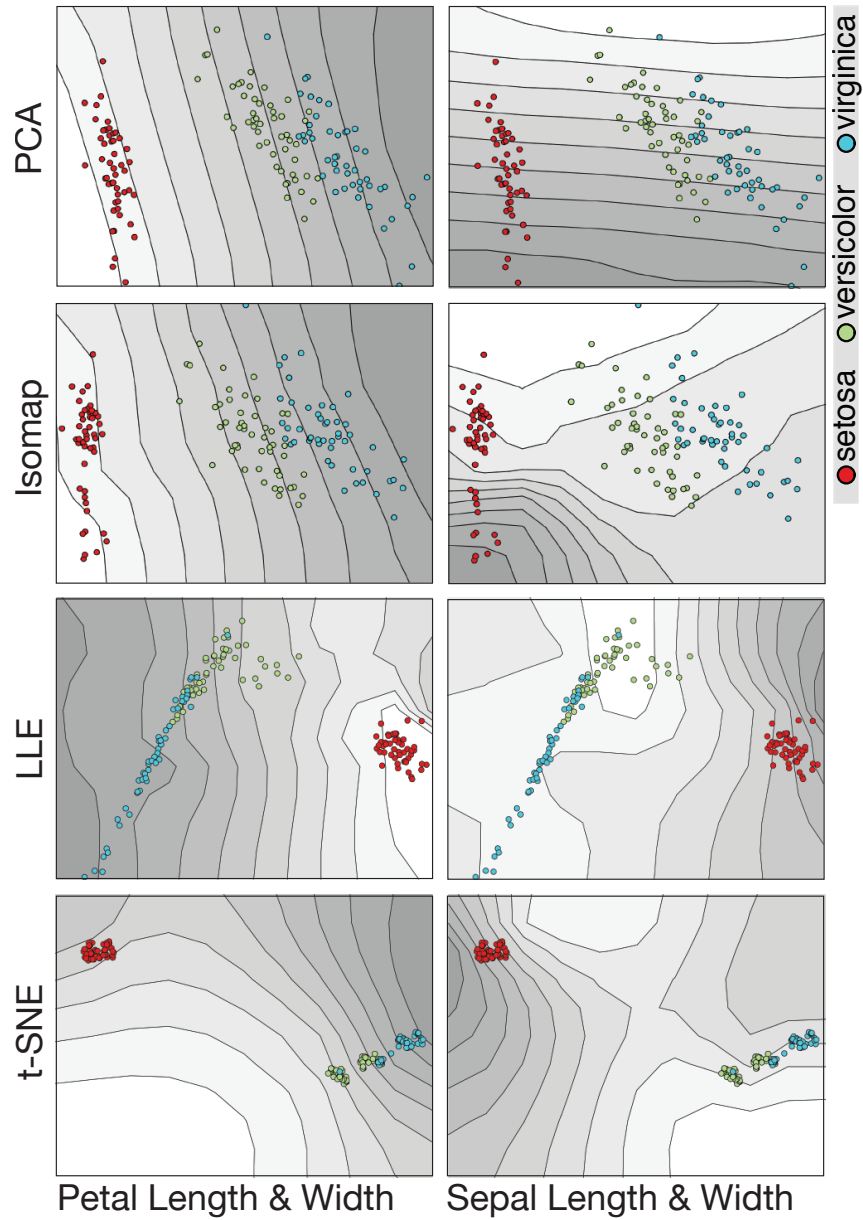 PCA
Isomap
LLE
t-SNE
Petal Length & Width
Sepal Length & Width
setosa versicolor virginica